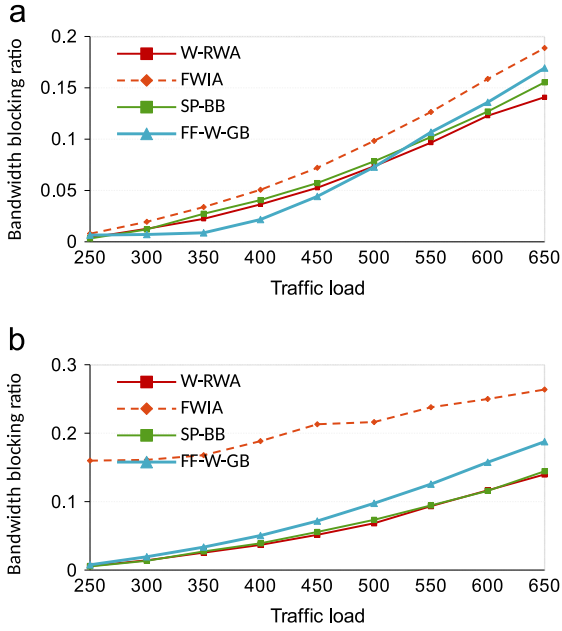 a
Bandwidth blocking ratio
0.2
0.15
0.1
0.05
0
W-RWA
FWIA
SP-BB
FF-W-GB
250 300 350 400 450 500 550 600 650
Traffic load
b
Bandwidth blocking ratio
0.3
0.2
0.1
0
W-RWA
FWIA
SP-BB
FF-W-GB
250 300 350 400 450 500 550 600 650
Traffic load